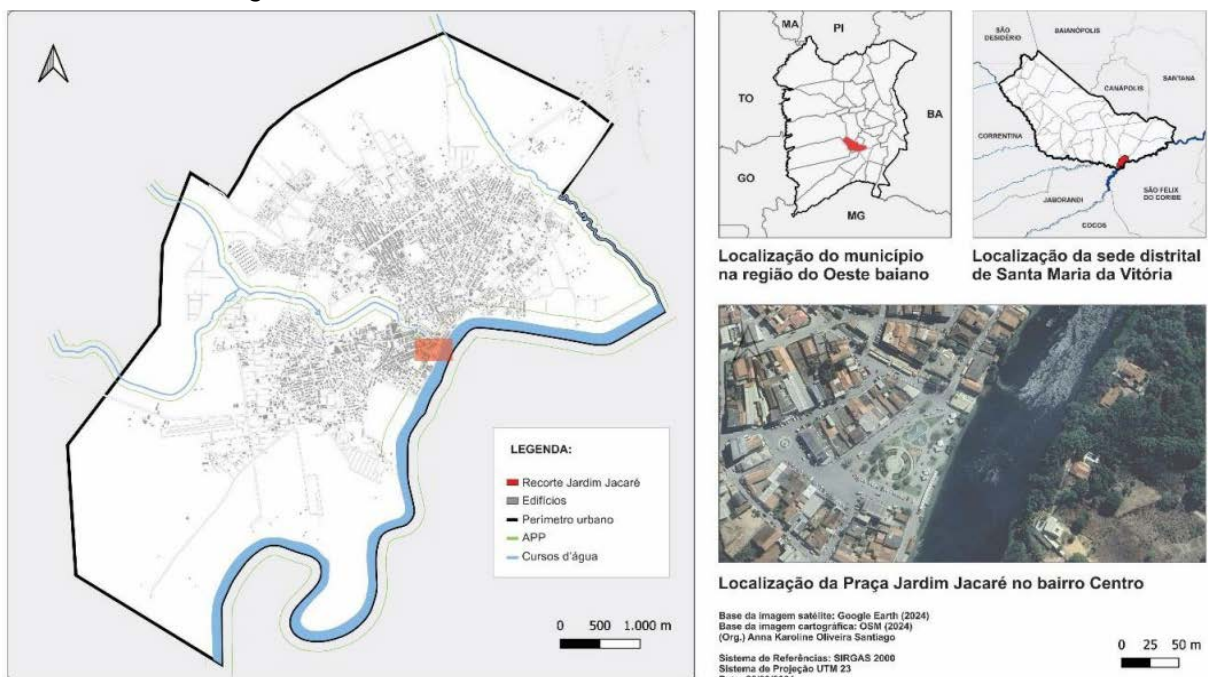 LEGENDA:
Recorte Jardim Jacaré
Edifícios
Perímetro urbano
APP
Cursos d'água
0 500 1.000 m
MA
PI
TO
BA
GO
MG
Localização do município
na região do Oeste baiano
SÃO
DESIDÉRIO
BAIANÓPOLIS
SANTANA
CANÁPOLIS
CORRENTINA
JABORANDI
SÃO FELIX
DO CORIBE
COCOS
Localização da sede distrital
de Santa Maria da Vitória
Localização da Praça Jardim Jacaré no bairro Centro
Base da imagem satélite: Google Earth (2024)
Base da imagem cartográfica: OSM (2024)
(Org.) Anna Karoline Oliveira Santiago
Sistema de Referências: SIRGAS 2000
Sistema de Projeção UTM 23
0 25 50 m